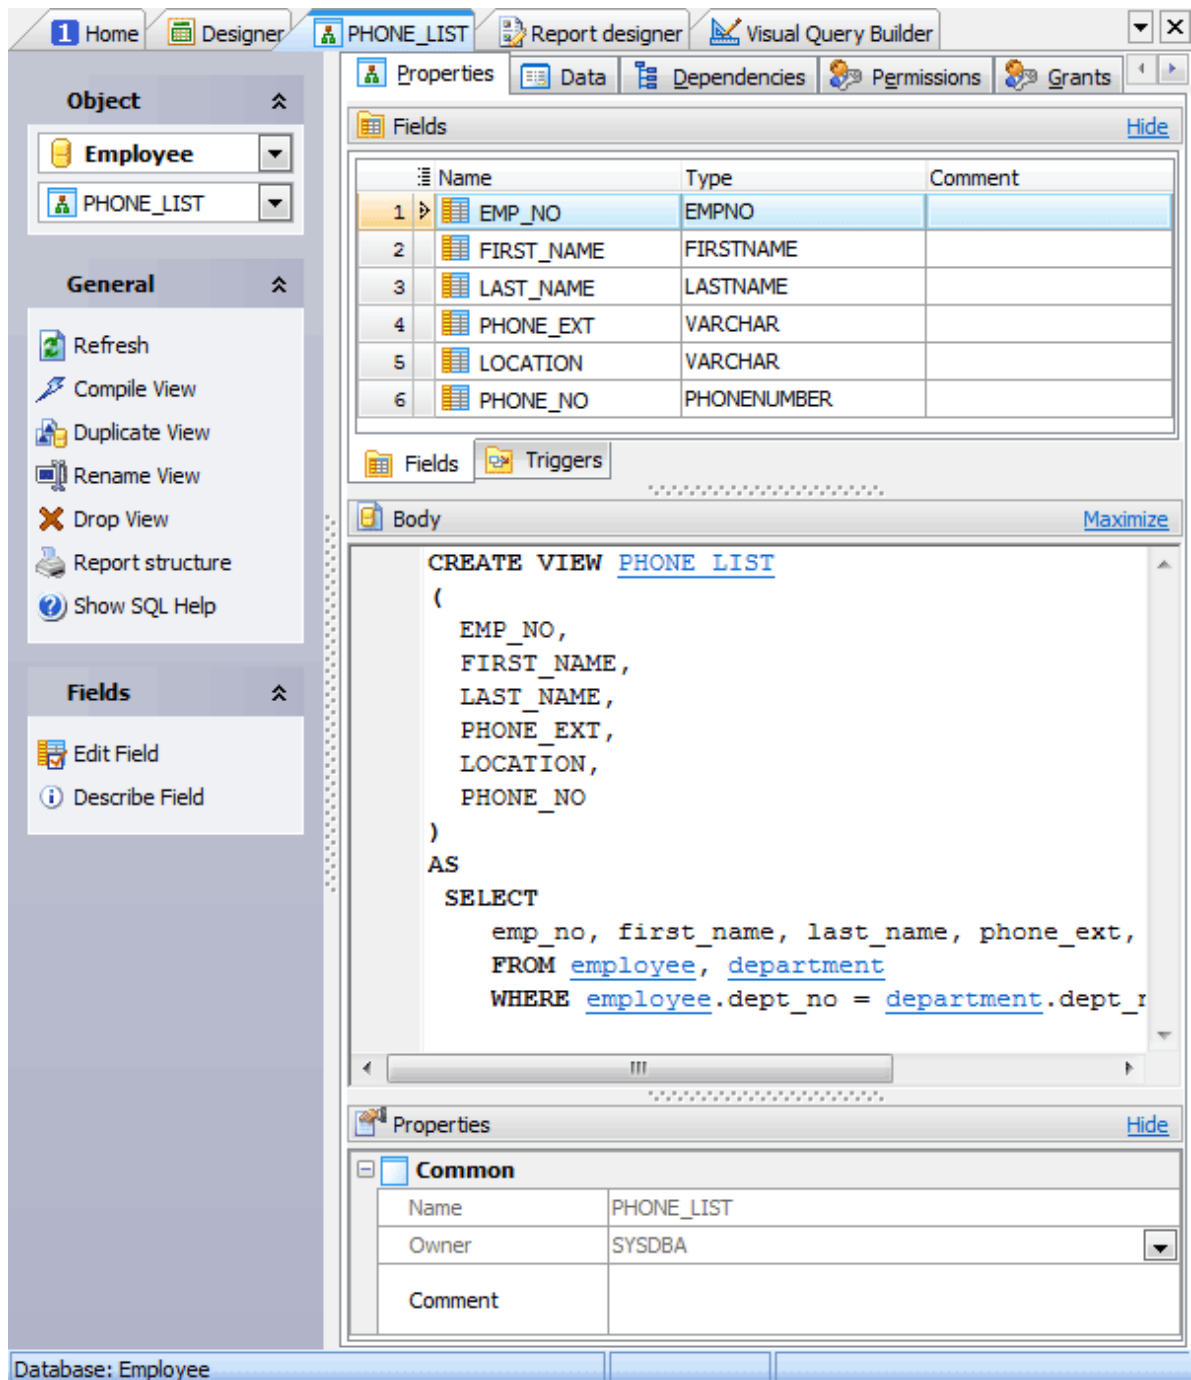 1 Home Designer PHONE_LIST Report designer Visual Query Builder
Properties Data Dependencies Permissions Grants
Object
Employee
PHONE_LIST
General
Refresh
Compile View
Duplicate View
Rename View
Drop View
Report structure
Show SQL Help
Fields
Edit Field
Describe Field
Fields Hide
Name Type Comment
1 EMP_NO EMPNO
2 FIRST_NAME FIRSTNAME
3 LAST_NAME LASTNAME
4 PHONE_EXT VARCHAR
5 LOCATION VARCHAR
6 PHONE_NO PHONENUMBER
Fields Triggers
Body Maximize
CREATE VIEW PHONE_LIST
(
EMP_NO,
FIRST_NAME,
LAST_NAME,
PHONE_EXT,
LOCATION,
PHONE_NO
)
AS
SELECT
emp_no, first_name, last_name, phone_ext,
FROM employee, department
WHERE employee.dept_no = department.dept_
Properties Hide
Common
Name PHONE_LIST
Owner SYSDBA
Comment
Database: Employee